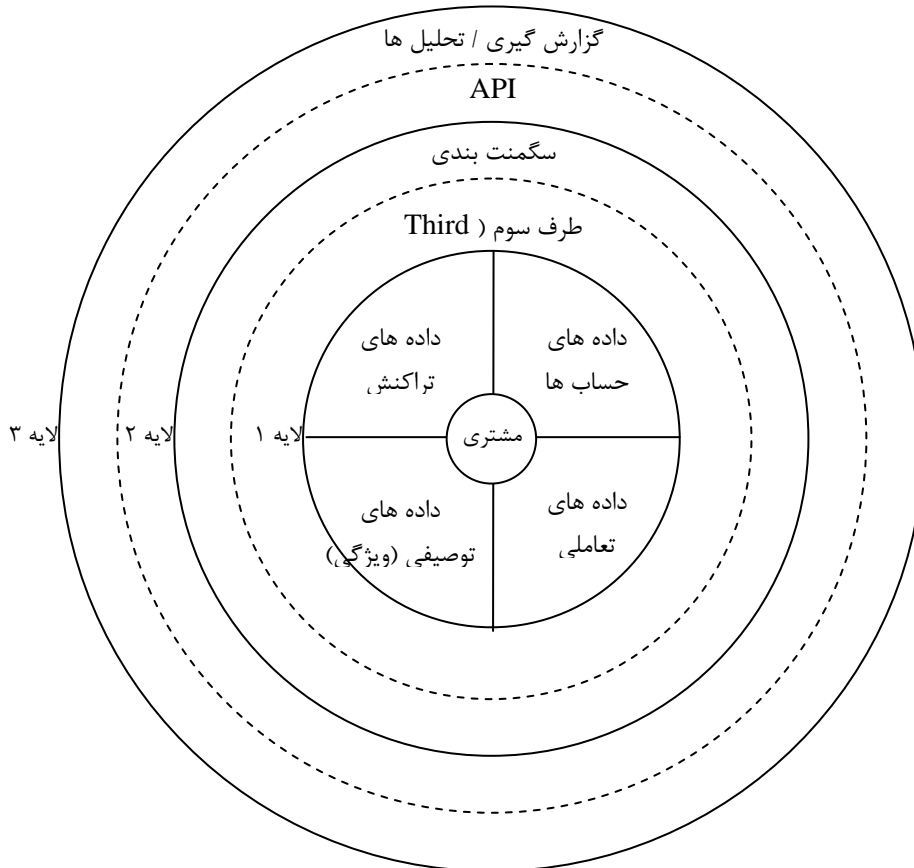 گزارش گیری / تحلیل ها
API
سگمنت بندی
طرف سوم ( Third
داده های
حساب ها
داده های
تراکنش
مشتری
لایه ۱
لایه ۲
لایه ۳
داده های
تعاملی
داده های
توصیفی (ویژگی)